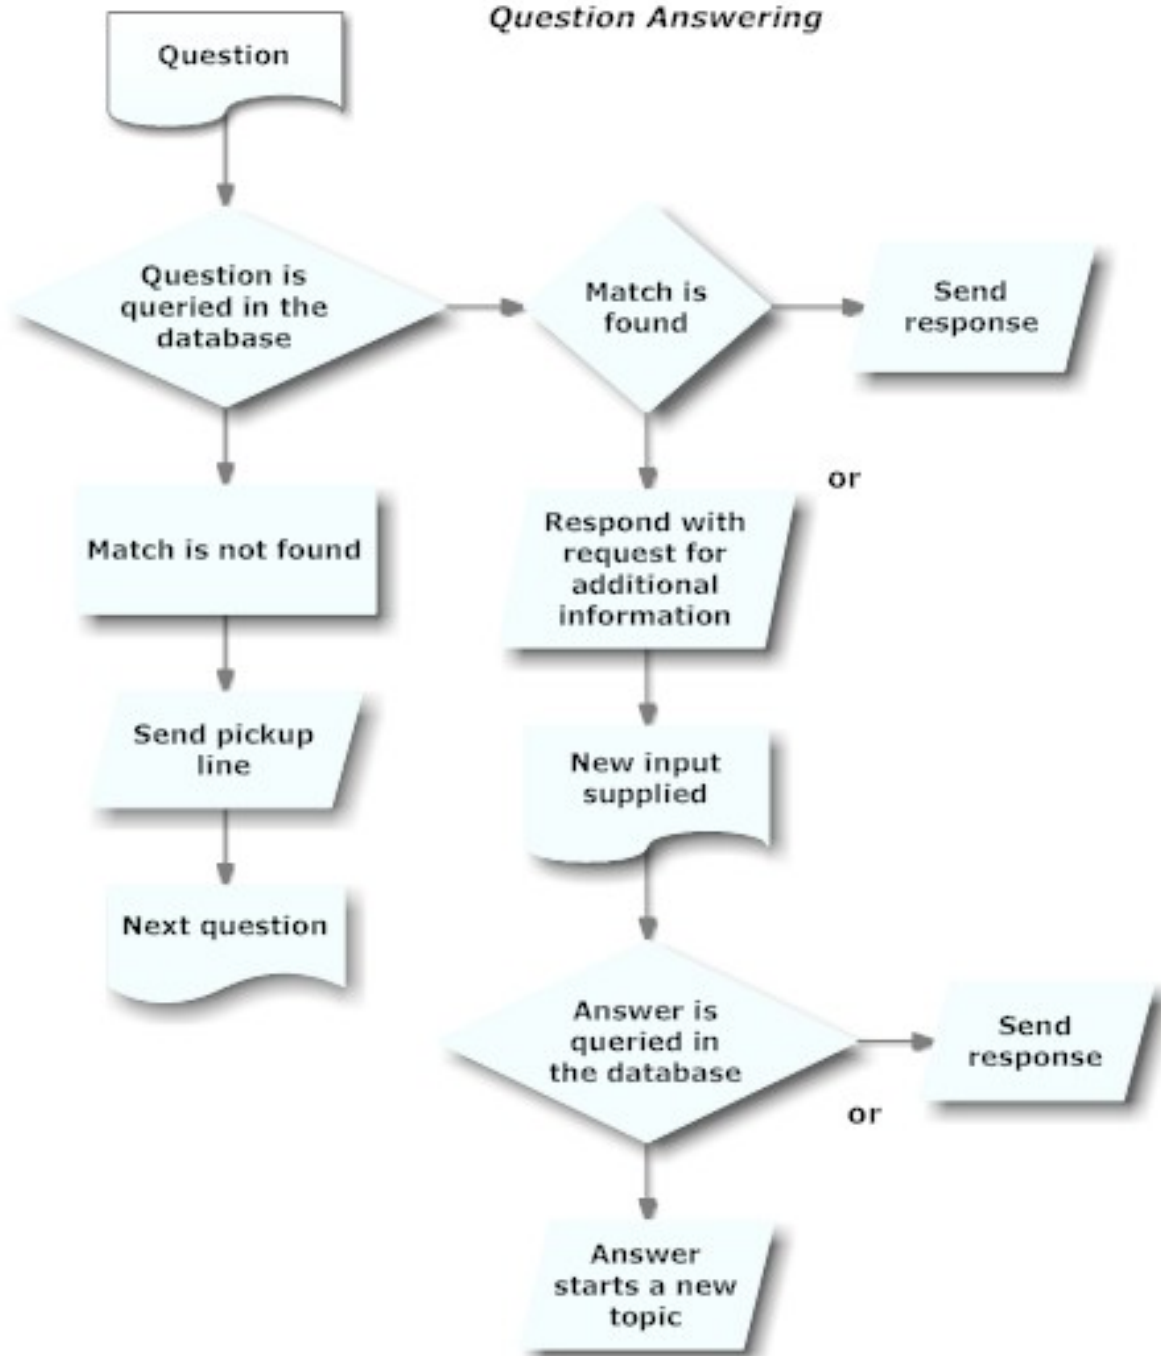 Question Answering
Question
Question is
queried in the
database
Match is
found
Send
response
or
Match is not found
Respond with
request for
additional
information
Send pickup
line
New input
supplied
Next question
Answer is
queried in
the database
Send
response
or
Answer
starts a new
topic